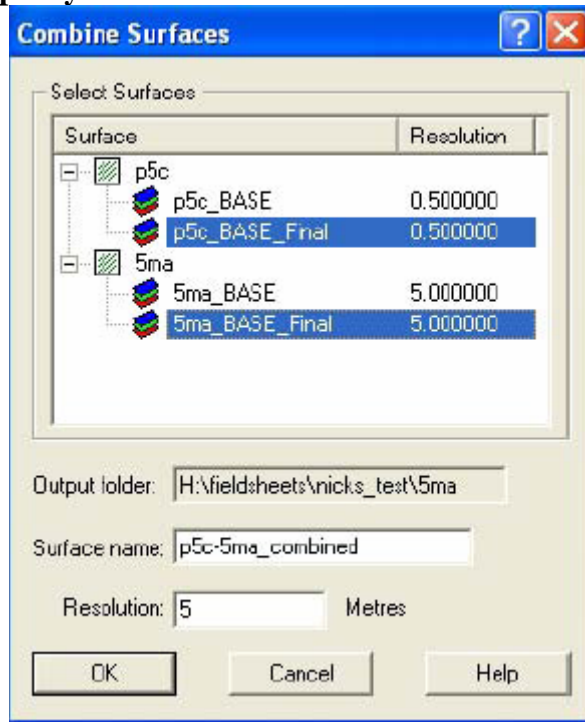 Combine Surfaces
Select Surfaces
Surface Resolution
p5c
p5c_BASE 0.500000
p5c_BASE_Final 0.500000
5ma
5ma_BASE 5.000000
5ma_BASE_Final 5.000000
Output folder: H:\fieldsheets\nicks_test\5ma
Surface name: p5c-5ma_combined
Resolution: 5 Metres
OK Cancel Help